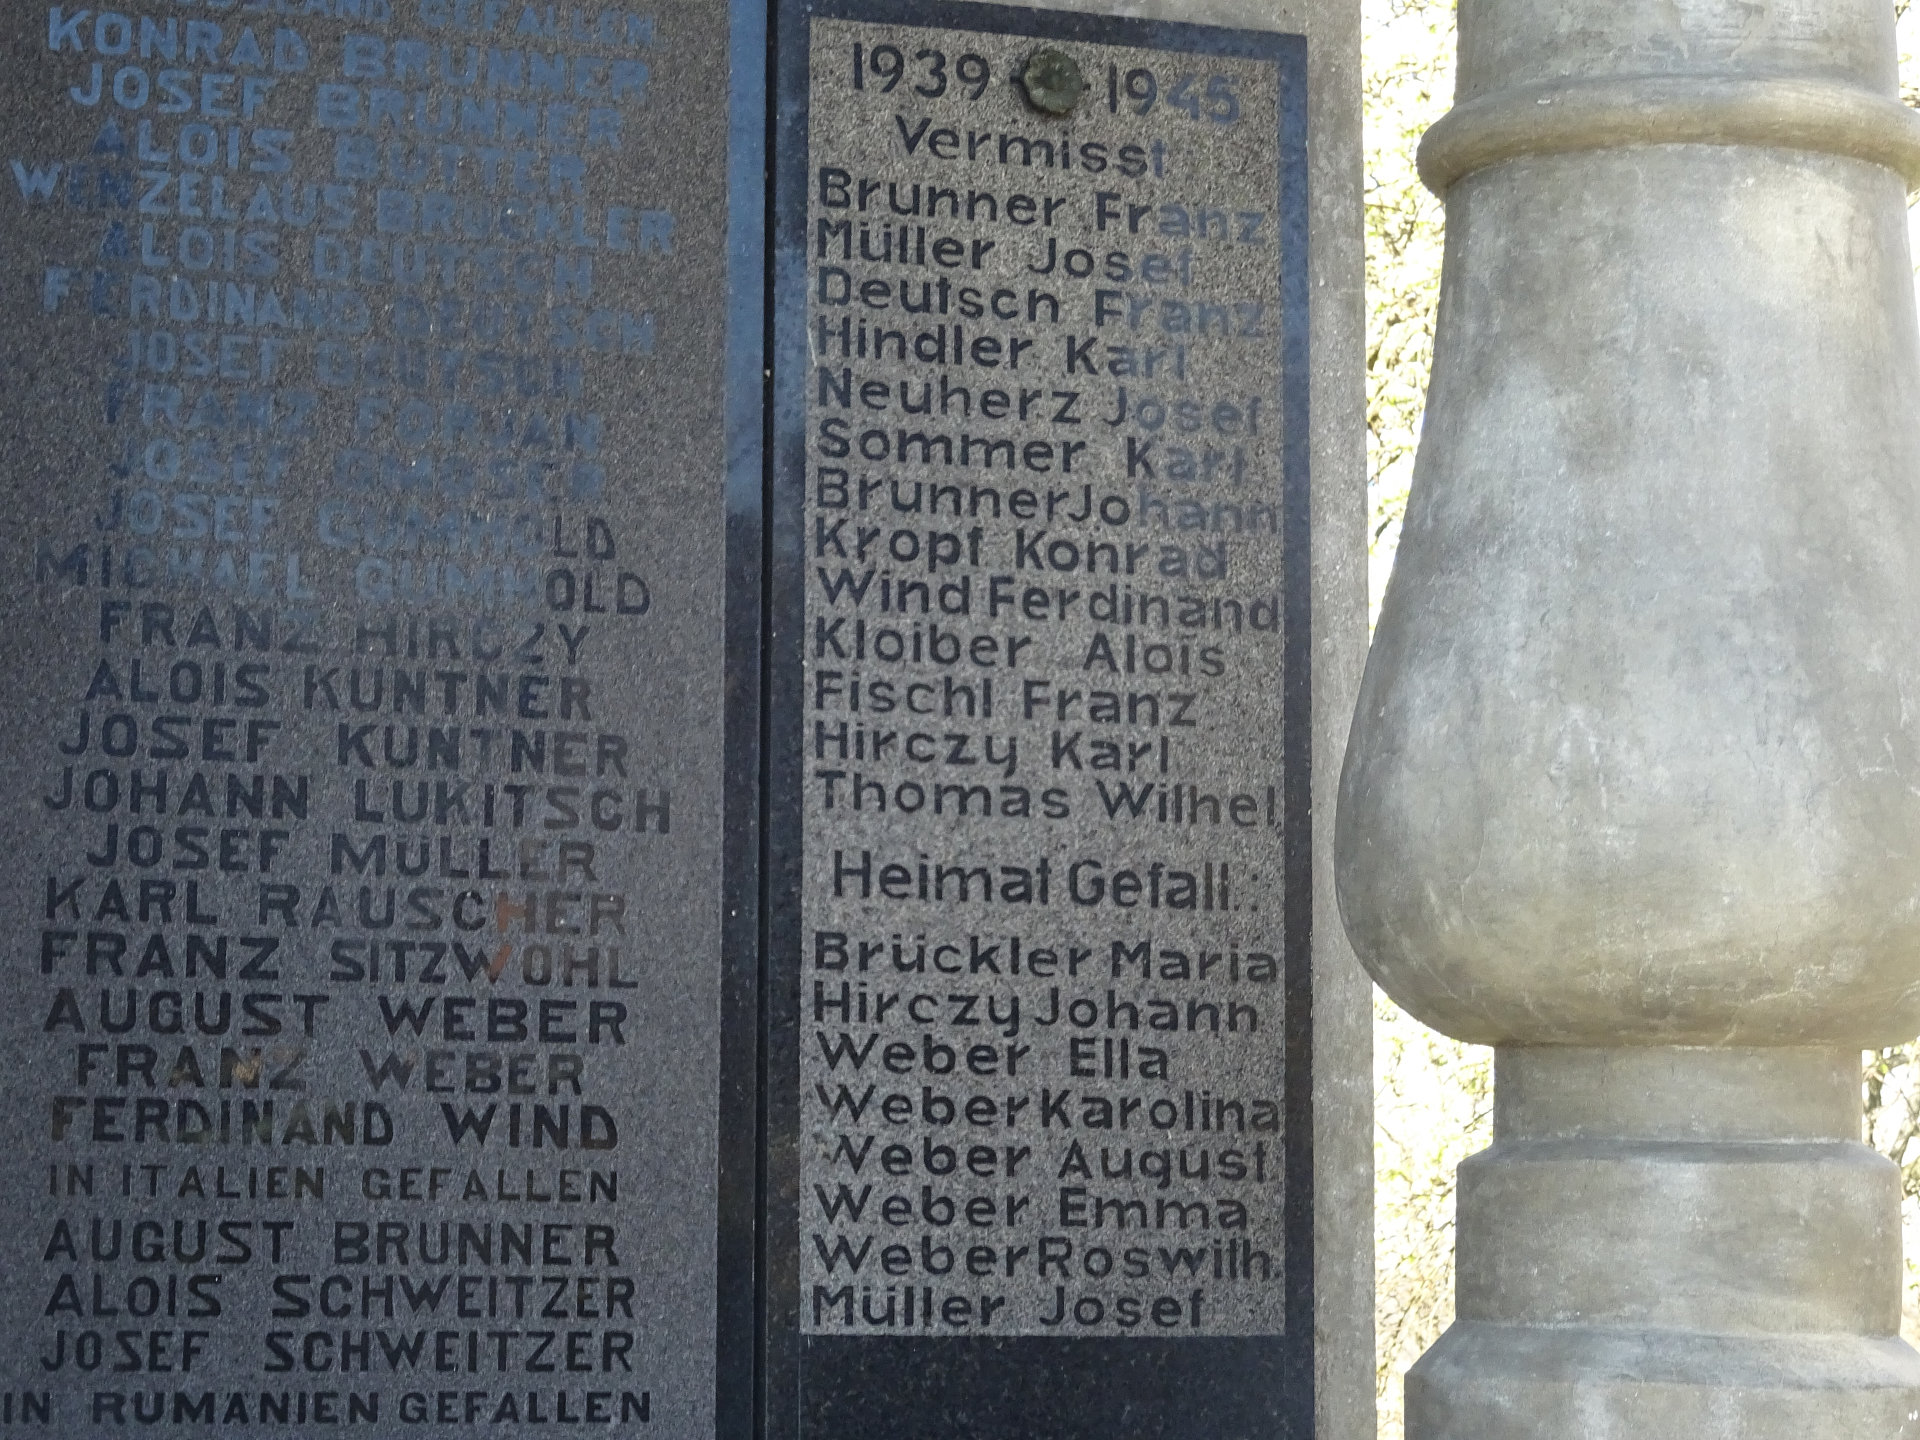 GEFALLEN
KONRAD BRUNNER
JOSEF BRUNNER
ALOIS BUTTER
WENZELAUS BRÜCKLER
ALOIS DEUTSCH
FERDINAND DEUTSCH
JOSEF DEUTSCH
FRANZ FORJAN
JOSEF GMOSER
JOSEF GUMHOLD
MICHAEL GUMHOLD
FRANZ HIRCZY
ALOIS KUNTNER
JOSEF KUNTNER
JOHANN LUKITSCH
JOSEF MÜLLER
KARL RAUSCHER
FRANZ SITZWOHL
AUGUST WEBER
FRANZ WEBER
FERDINAND WIND
IN ITALIEN GEFALLEN
AUGUST BRUNNER
ALOIS SCHWEITZER
JOSEF SCHWEITZER
IN RUMÄNIEN GEFALLEN
1939 1945
Vermisst
Brunner Franz
Müller Josef
Deutsch Franz
Hindler Karl
Neuherz Josef
Sommer Karl
Brunner Johann
Kropf Konrad
Wind Ferdinand
Kloiber Alois
Fischl Franz
Hirczy Karl
Thomas Wilhel
Heimat Gefall.:
Brückler Maria
Hirczy Johann
Weber Ella
Weber Karolina
Weber August
Weber Emma
Weber Roswith.
Müller Josef